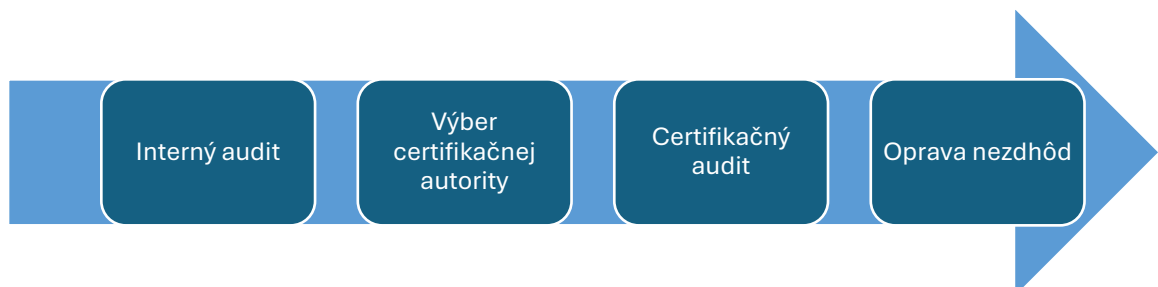 Interný audit
Výber
certifikačnej
autority
Certifikačný
audit
Oprava nezdhôd